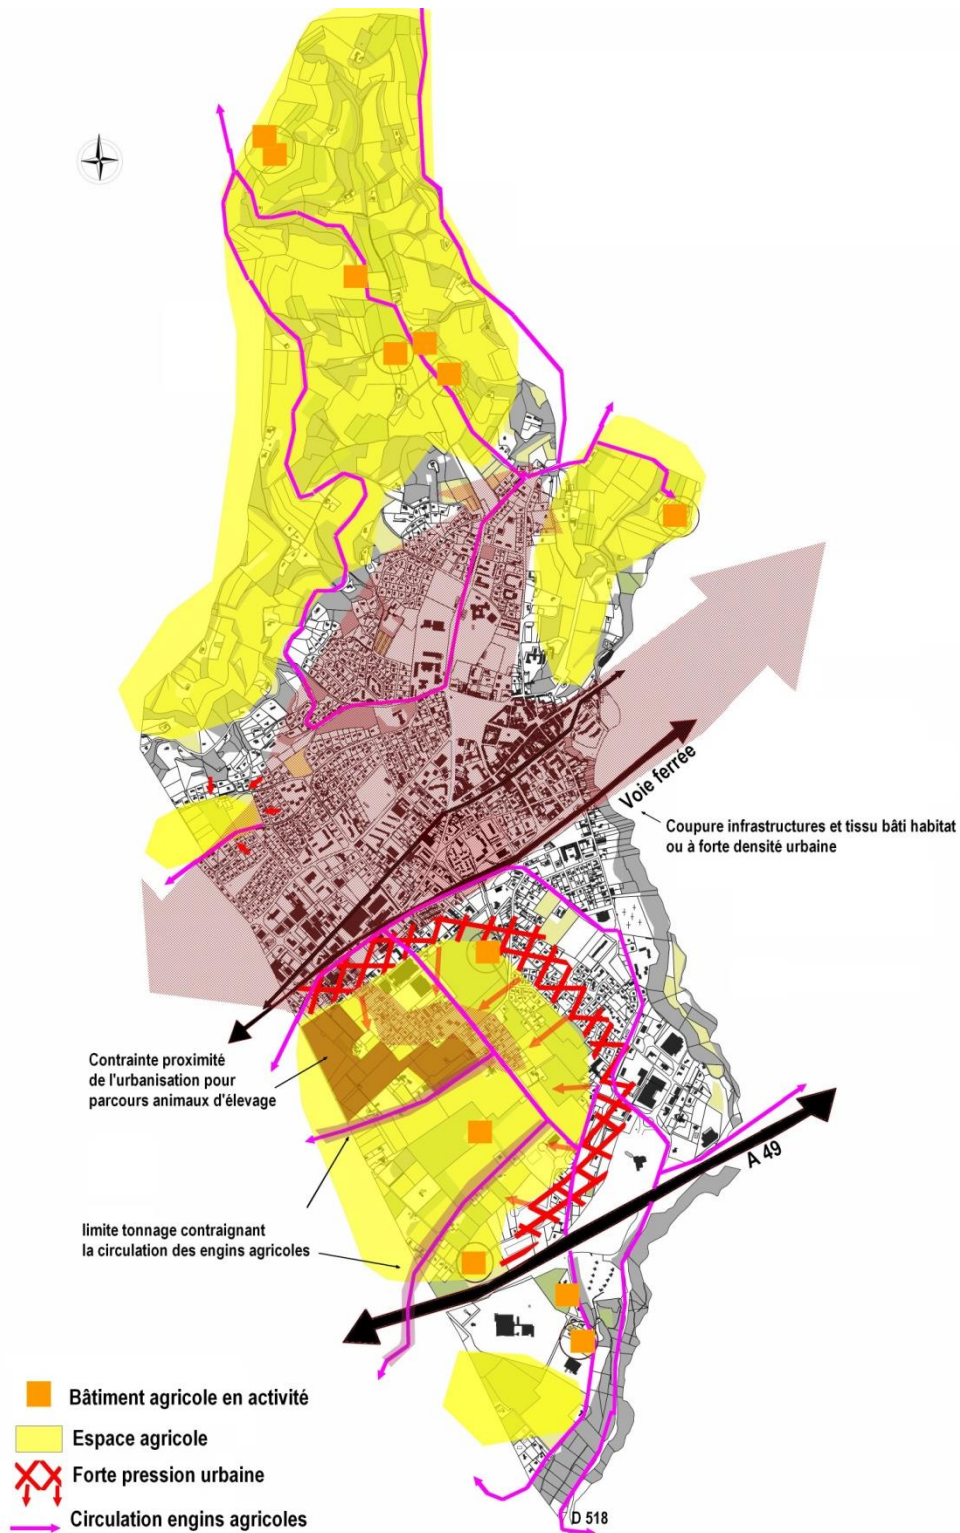 Voie ferrée
Coupure infrastructures et tissu bâti habitat
ou à forte densité urbaine
Contrainte proximité
de l'urbanisation pour
parcours animaux d'élevage
A 49
limite tonnage contraignant
la circulation des engins agricoles
Bâtiment agricole en activité
Espace agricole
Forte pression urbaine
Circulation engins agricoles
D 518